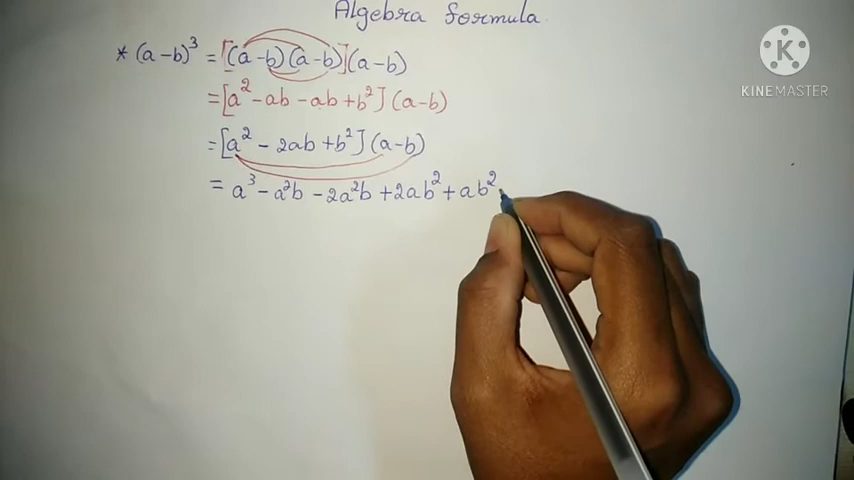 Algebra formula
* (a-b)³ = [(a-b)(a-b)](a-b)
= [a² - ab - ab + b²] (a-b)
= [a² - 2ab + b²] (a-b)
= a³ - a²b - 2a²b + 2ab² + ab²
K
KINEMASTER